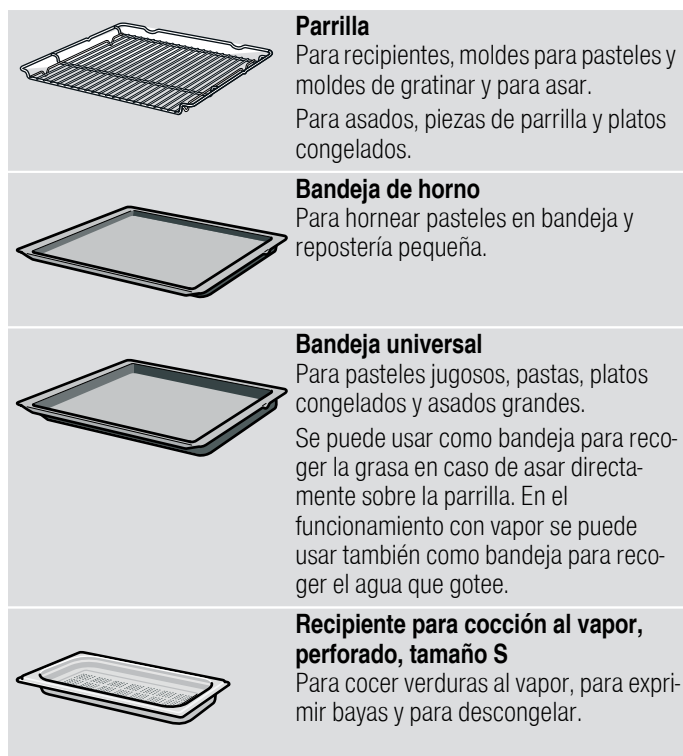 Parrilla
Para recipientes, moldes para pasteles y
moldes de gratinar y para asar.
Para asados, piezas de parrilla y platos
congelados.
Bandeja de horno
Para hornear pasteles en bandeja y
repostería pequeña.
Bandeja universal
Para pasteles jugosos, pastas, platos
congelados y asados grandes.
Se puede usar como bandeja para reco-
ger la grasa en caso de asar directa-
mente sobre la parrilla. En el
funcionamiento con vapor se puede
usar también como bandeja para reco-
ger el agua que gotee.
Recipiente para cocción al vapor,
perforado, tamaño S
Para cocer verduras al vapor, para expri-
mir bayas y para descongelar.